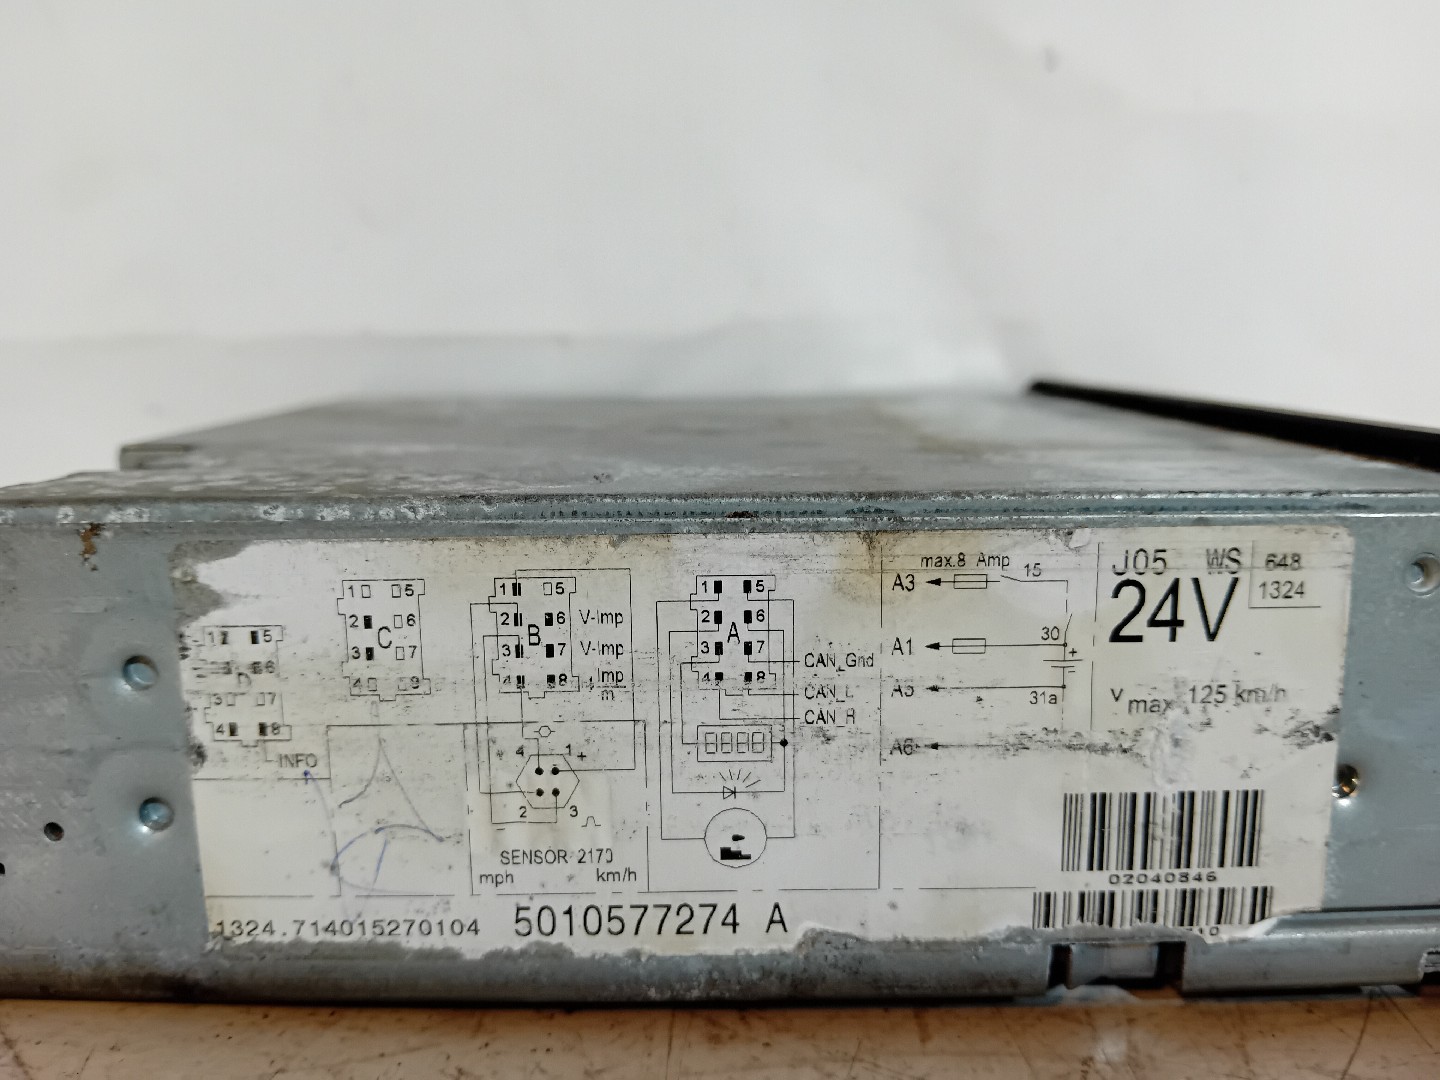 1 5
2 6
3 7
4 8
D
INFO
1 5
2 6
3 7
4 8
C
1 5
2 6 V-Imp
3 7 V-Imp
4 8 Imp
m
B
4 1 +
2 3
−
SENSOR 2170
mph km/h
1 5
2 6
3 7
4 8
A
CAN_Gnd
CAN_L
CAN_R
max.8 Amp
A3 15
A1 30
+
−
A5 31a
A6
J05 WS 648
24V 1324
v max 125 km/h
02040846
1324.714015270104 5010577274 A